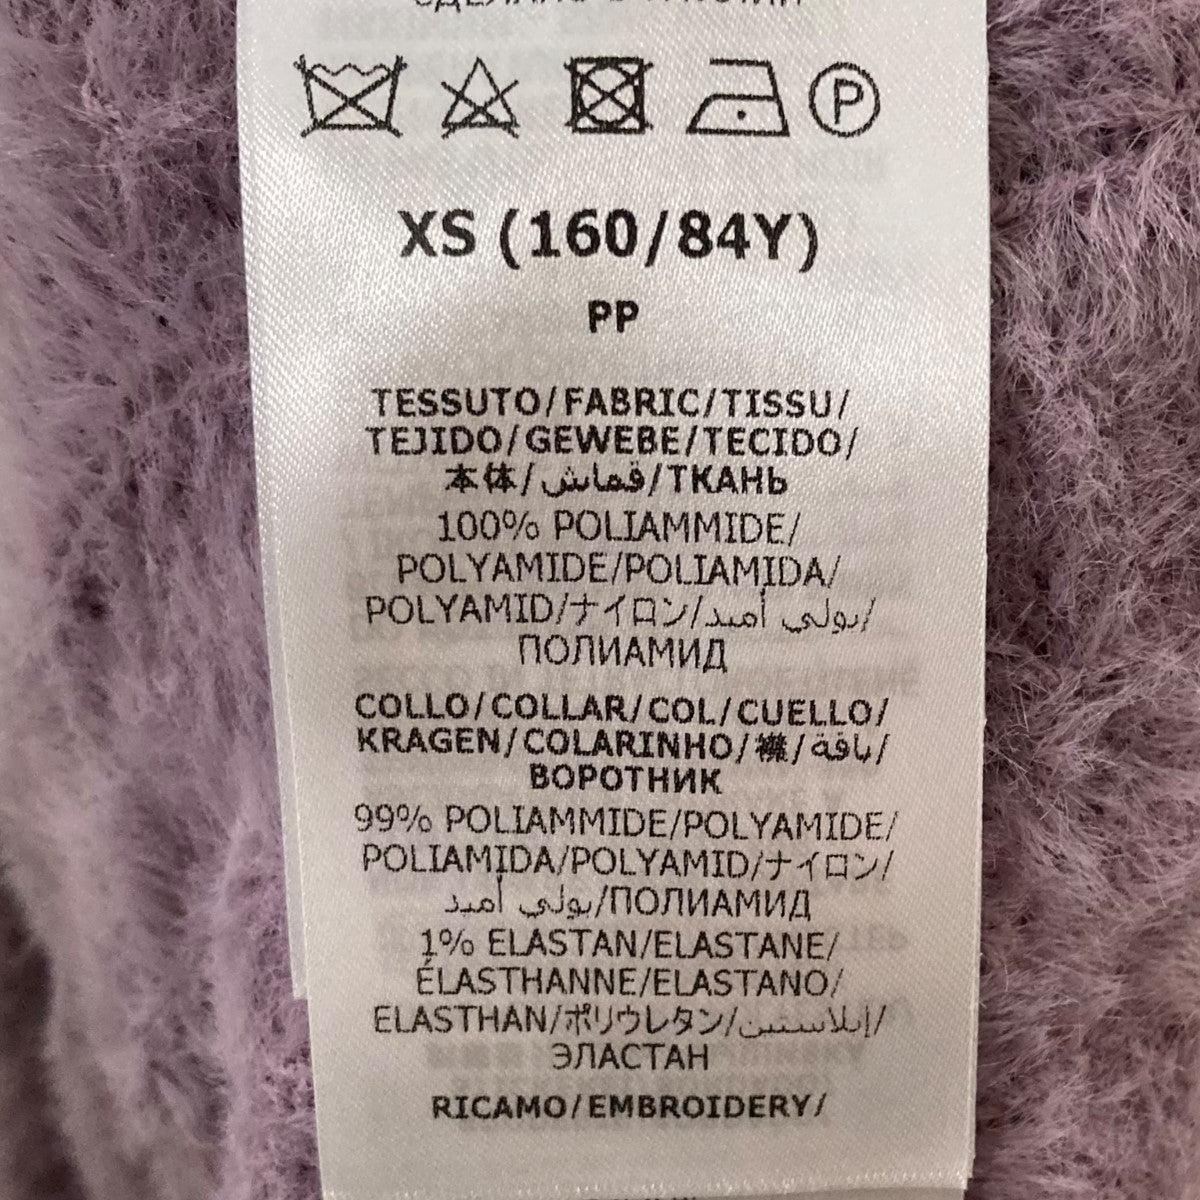 XS (160/84Y)
PP
TESSUTO/FABRIC/TISSU/
TEJIDO/GEWEBE/TECIDO/
本体/قماش/ТКАНЬ
100% POLIAMMIDE/
POLYAMIDE/POLIAMIDA/
POLYAMID/ナイロン/بولي أميد/
ПОЛИАМИД
COLLO/COLLAR/COL/CUELLO/
KRAGEN/COLARINHO/襟/ياقة/
ВОРОТНИК
99% POLIAMMIDE/POLYAMIDE/
POLIAMIDA/POLYAMID/ナイロン/
بولي أميد/ПОЛИАМИД
1% ELASTAN/ELASTANE/
ÉLASTHANNE/ELASTANO/
ELASTHAN/ポリウレタン/إيلاستين/
ЭЛАСТАН
RICAMO/EMBROIDERY/